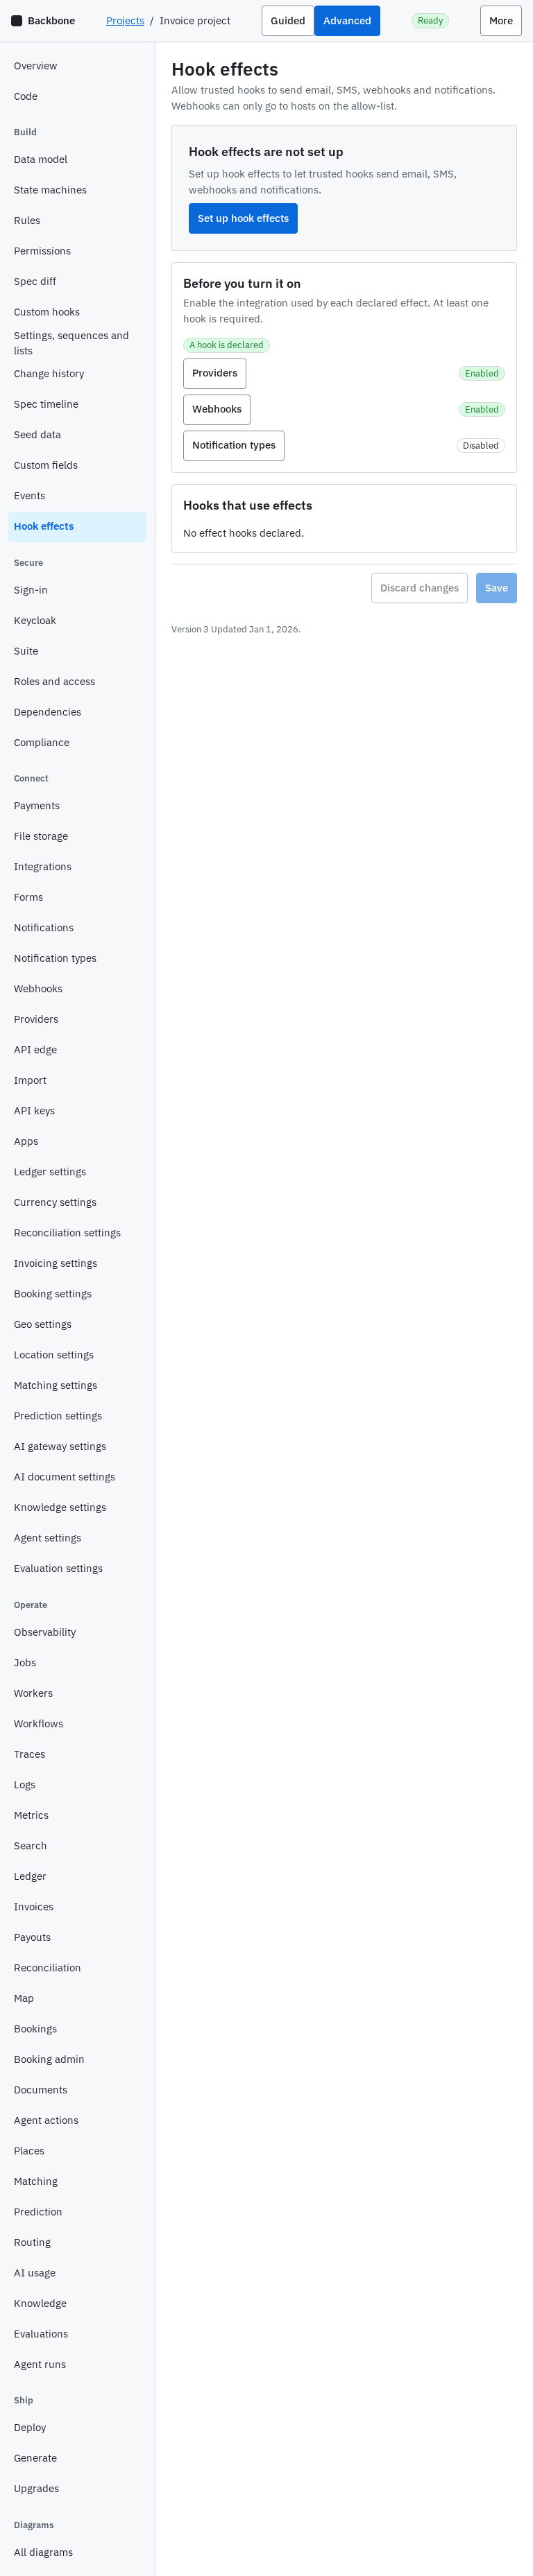 Backbone
Projects / Invoice project
Guided
Advanced
Ready
More
Overview
Code
Build
Data model
State machines
Rules
Permissions
Spec diff
Custom hooks
Settings, sequences and
lists
Change history
Spec timeline
Seed data
Custom fields
Events
Hook effects
Secure
Sign-in
Keycloak
Suite
Roles and access
Dependencies
Compliance
Connect
Payments
File storage
Integrations
Forms
Notifications
Notification types
Webhooks
Providers
API edge
Import
API keys
Apps
Ledger settings
Currency settings
Reconciliation settings
Invoicing settings
Booking settings
Geo settings
Location settings
Matching settings
Prediction settings
AI gateway settings
AI document settings
Knowledge settings
Agent settings
Evaluation settings
Operate
Observability
Jobs
Workers
Workflows
Traces
Logs
Metrics
Search
Ledger
Invoices
Payouts
Reconciliation
Map
Bookings
Booking admin
Documents
Agent actions
Places
Matching
Prediction
Routing
AI usage
Knowledge
Evaluations
Agent runs
Ship
Deploy
Generate
Upgrades
Diagrams
All diagrams
Hook effects
Allow trusted hooks to send email, SMS, webhooks and notifications.
Webhooks can only go to hosts on the allow-list.
Hook effects are not set up
Set up hook effects to let trusted hooks send email, SMS,
webhooks and notifications.
Set up hook effects
Before you turn it on
Enable the integration used by each declared effect. At least one
hook is required.
A hook is declared
Providers
Enabled
Webhooks
Enabled
Notification types
Disabled
Hooks that use effects
No effect hooks declared.
Discard changes
Save
Version 3 Updated Jan 1, 2026.